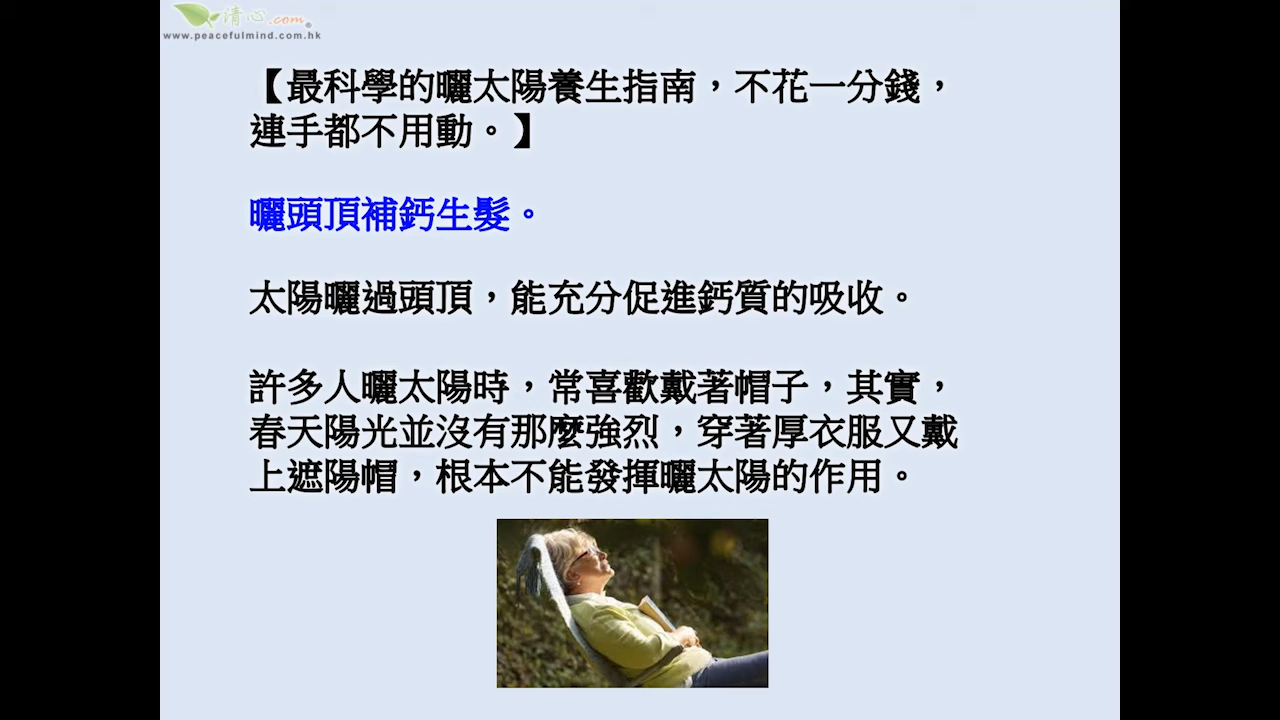 清心.com®
www.peacefulmind.com.hk
【最科學的曬太陽養生指南，不花一分錢，
連手都不用動。】
曬頭頂補鈣生髮。
太陽曬過頭頂，能充分促進鈣質的吸收。
許多人曬太陽時，常喜歡戴著帽子，其實，
春天陽光並沒有那麼強烈，穿著厚衣服又戴
上遮陽帽，根本不能發揮曬太陽的作用。